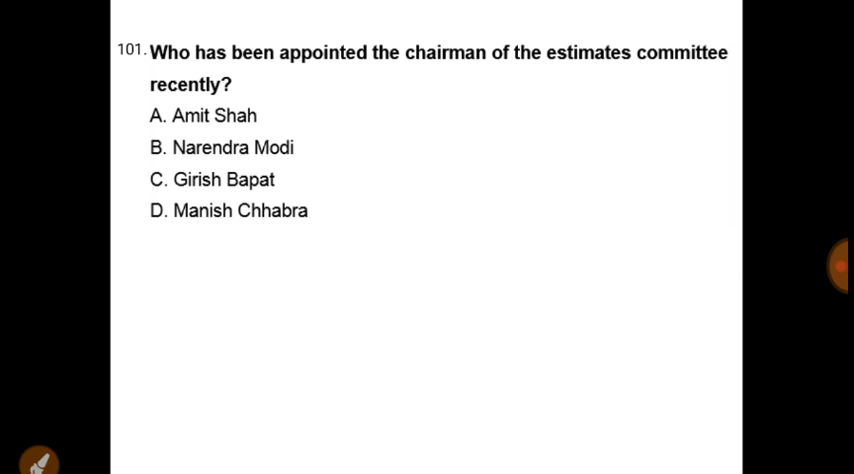 101. Who has been appointed the chairman of the estimates committee
recently?
A. Amit Shah
B. Narendra Modi
C. Girish Bapat
D. Manish Chhabra